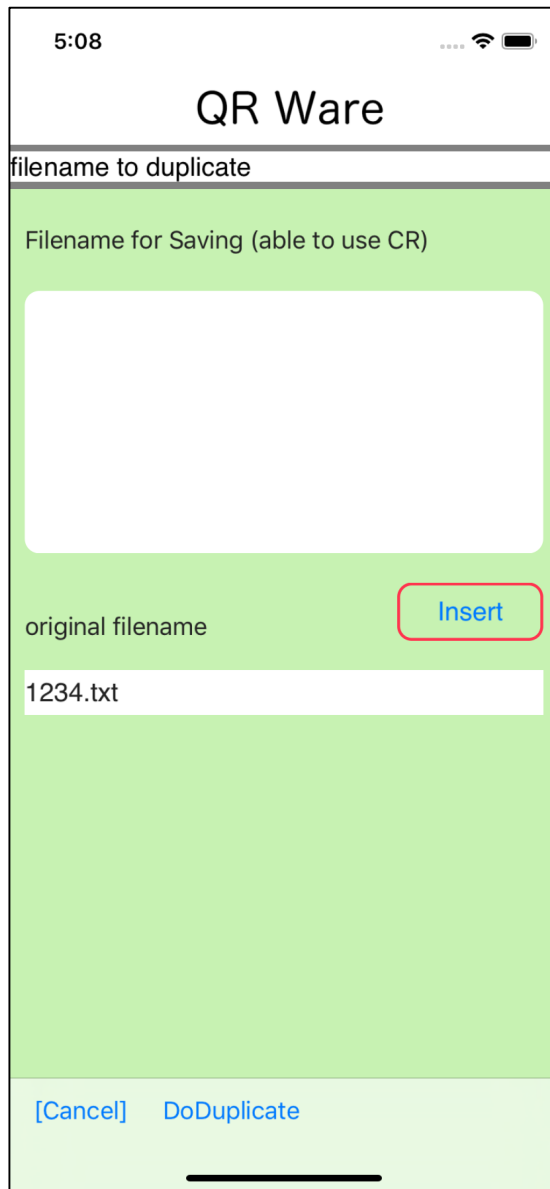 5:08
QR Ware
filename to duplicate
Filename for Saving (able to use CR)
Insert
original filename
1234.txt
[Cancel] DoDuplicate